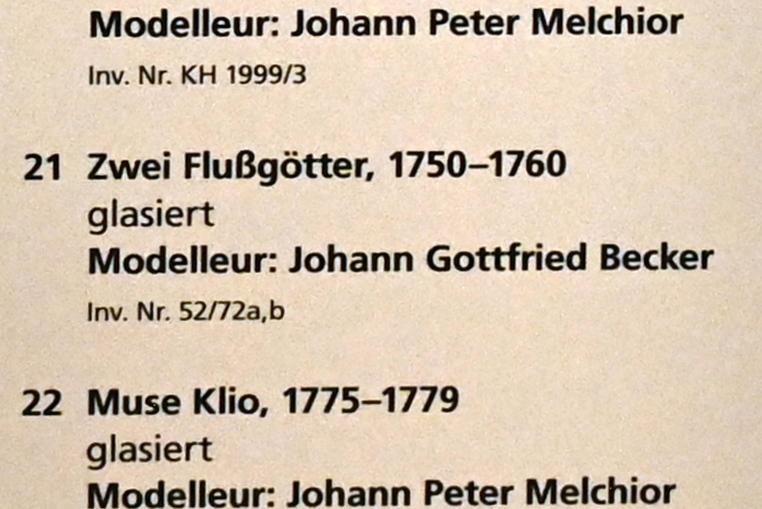 Modelleur: Johann Peter Melchior
Inv. Nr. KH 1999/3
21 Zwei Flußgötter, 1750–1760
glasiert
Modelleur: Johann Gottfried Becker
Inv. Nr. 52/72a,b
22 Muse Klio, 1775–1779
glasiert
Modelleur: Johann Peter Melchior